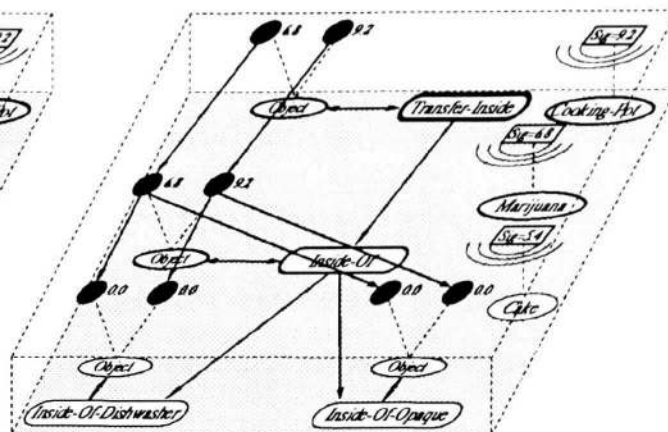 6.8
9.2
Sig=9.2
Object
Transfer-Inside
Cooking-Pot
Sig=6.8
6.8
9.2
Marijuana
Sig=5.4
Object
Inside-Of
0.0
0.0
0.0
0.0
Cake
Object
Object
Inside-Of-Dishwasher
Inside-Of-Opaque